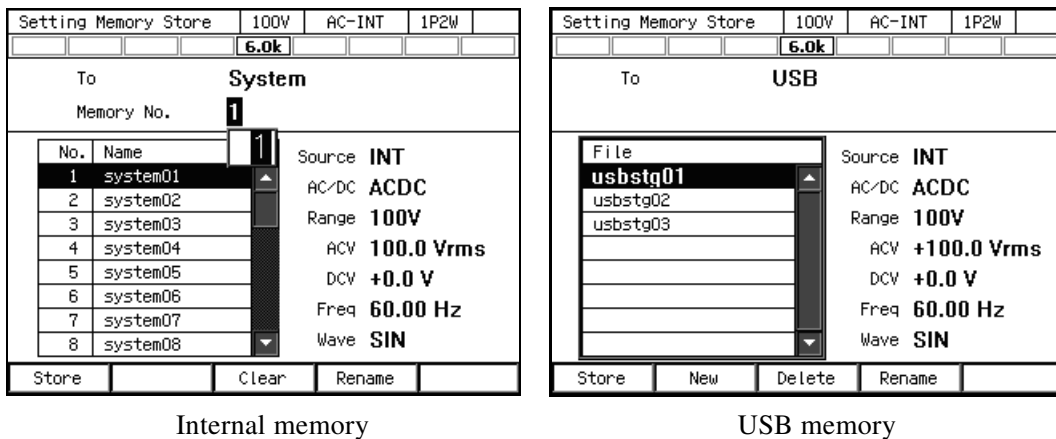 Setting Memory Store 100V AC-INT 1P2W
6.0k
To System
Memory No. 1
1
No. Name
1 system01
2 system02
3 system03
4 system04
5 system05
6 system06
7 system07
8 system08
Source INT
AC/DC ACDC
Range 100V
ACV 100.0 Vrms
DCV +0.0 V
Freq 60.00 Hz
Wave SIN
Store Clear Rename
Internal memory
Setting Memory Store 100V AC-INT 1P2W
6.0k
To USB
File
usbstg01
usbstg02
usbstg03
Source INT
AC/DC ACDC
Range 100V
ACV +100.0 Vrms
DCV +0.0 V
Freq 60.00 Hz
Wave SIN
Store New Delete Rename
USB memory